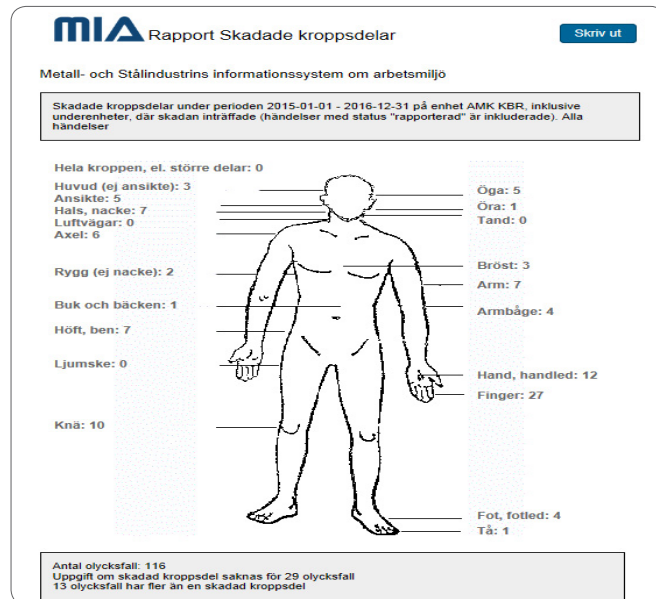 MIA Rapport Skadade kroppsdelar
Skriv ut
Metall- och Stålindustrins informationssystem om arbetsmiljö
Skadade kroppsdelar under perioden 2015-01-01 - 2016-12-31 på enhet AMK KBR, inklusive
underenheter, där skadan inträffade (händelser med status "rapporterad" är inkluderade). Alla
händelser
Hela kroppen, el. större delar: 0
Huvud (ej ansikte): 3
Ansikte: 5
Hals, nacke: 7
Luftvägar: 0
Axel: 6
Rygg (ej nacke): 2
Buk och bäcken: 1
Höft, ben: 7
Ljumske: 0
Knä: 10
Öga: 5
Öra: 1
Tand: 0
Bröst: 3
Arm: 7
Armbåge: 4
Hand, handled: 12
Finger: 27
Fot, fotled: 4
Tå: 1
Antal olycksfall: 116
Uppgift om skadad kroppsdel saknas för 29 olycksfall
13 olycksfall har fler än en skadad kroppsdel